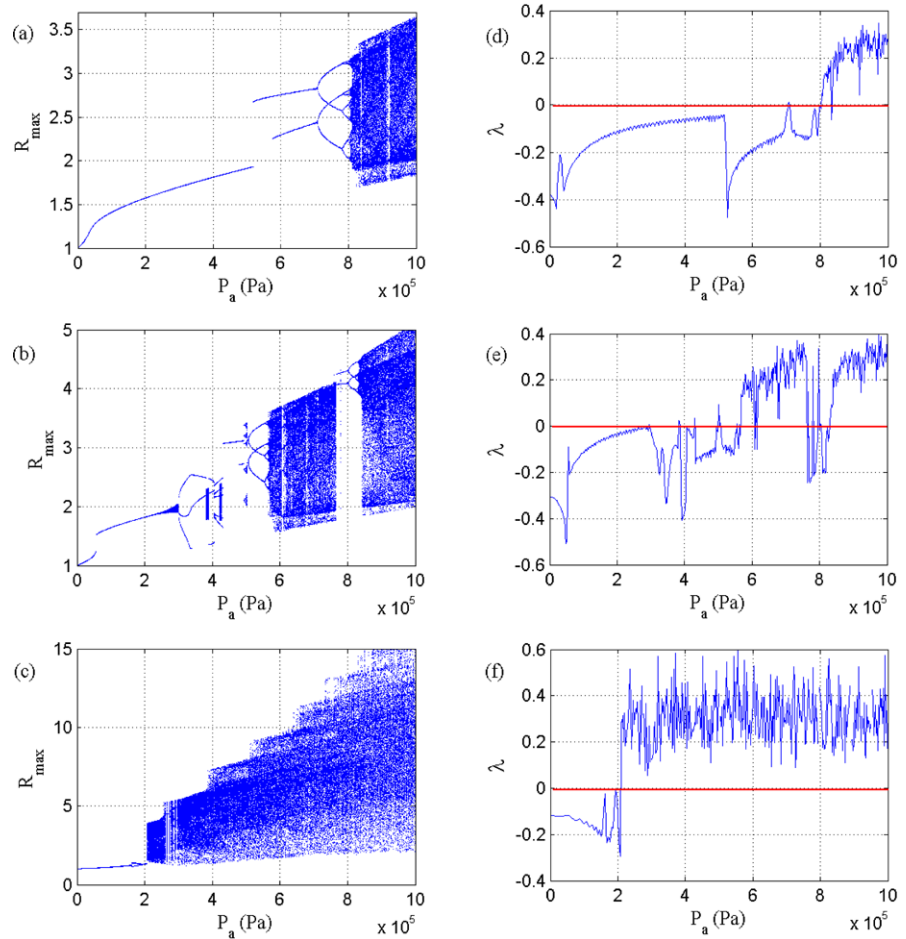 (a)
3.5
3
2.5
2
1.5
1
R_max
0 2 4 6 8 10
P_a (Pa)
x 10^5
(d)
0.4
0.2
0
-0.2
-0.4
-0.6
λ
0 2 4 6 8 10
P_a (Pa)
x 10^5
(b)
5
4
3
2
1
R_max
0 2 4 6 8 10
P_a (Pa)
x 10^5
(e)
0.4
0.2
0
-0.2
-0.4
-0.6
λ
0 2 4 6 8 10
P_a (Pa)
x 10^5
(c)
15
10
5
0
R_max
0 2 4 6 8 10
P_a (Pa)
x 10^5
(f)
0.6
0.4
0.2
0
-0.2
-0.4
λ
0 2 4 6 8 10
P_a (Pa)
x 10^5